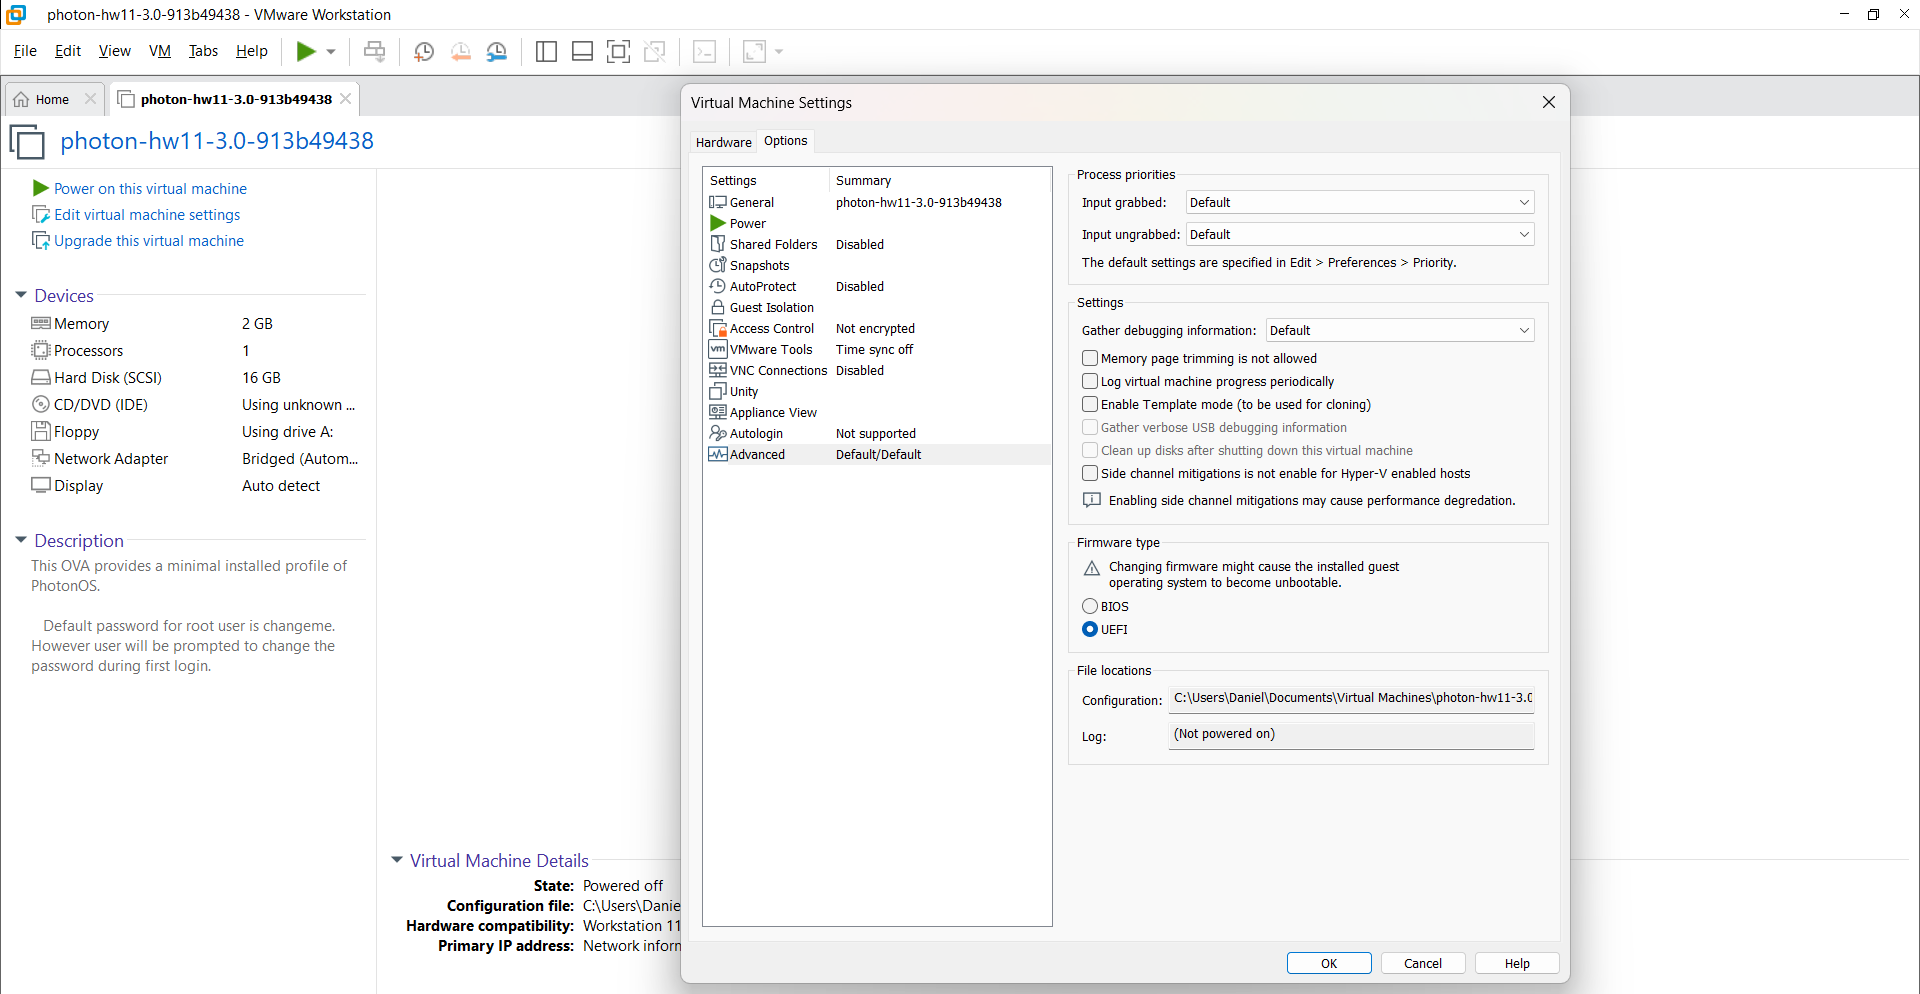 photon-hw11-3.0-913b49438 - VMware Workstation
File Edit View VM Tabs Help
Home photon-hw11-3.0-913b49438
photon-hw11-3.0-913b49438
Power on this virtual machine
Edit virtual machine settings
Upgrade this virtual machine
Devices
Memory 2 GB
Processors 1
Hard Disk (SCSI) 16 GB
CD/DVD (IDE) Using unknown ...
Floppy Using drive A:
Network Adapter Bridged (Autom...
Display Auto detect
Description
This OVA provides a minimal installed profile of
PhotonOS.
Default password for root user is changeme.
However user will be prompted to change the
password during first login.
Virtual Machine Details
State: Powered off
Configuration file: C:\Users\Danie
Hardware compatibility: Workstation 11
Primary IP address: Network inforn
Virtual Machine Settings
Hardware Options
Settings Summary
General photon-hw11-3.0-913b49438
Power
Shared Folders Disabled
Snapshots
AutoProtect Disabled
Guest Isolation
Access Control Not encrypted
vm VMware Tools Time sync off
VNC Connections Disabled
Unity
Appliance View
Autologin Not supported
Advanced Default/Default
Process priorities
Input grabbed: Default
Input ungrabbed: Default
The default settings are specified in Edit > Preferences > Priority.
Settings
Gather debugging information: Default
Memory page trimming is not allowed
Log virtual machine progress periodically
Enable Template mode (to be used for cloning)
Gather verbose USB debugging information
Clean up disks after shutting down this virtual machine
Side channel mitigations is not enable for Hyper-V enabled hosts
Enabling side channel mitigations may cause performance degredation.
Firmware type
Changing firmware might cause the installed guest
operating system to become unbootable.
BIOS
UEFI
File locations
Configuration: C:\Users\Daniel\Documents\Virtual Machines\photon-hw11-3.0
Log: (Not powered on)
OK Cancel Help